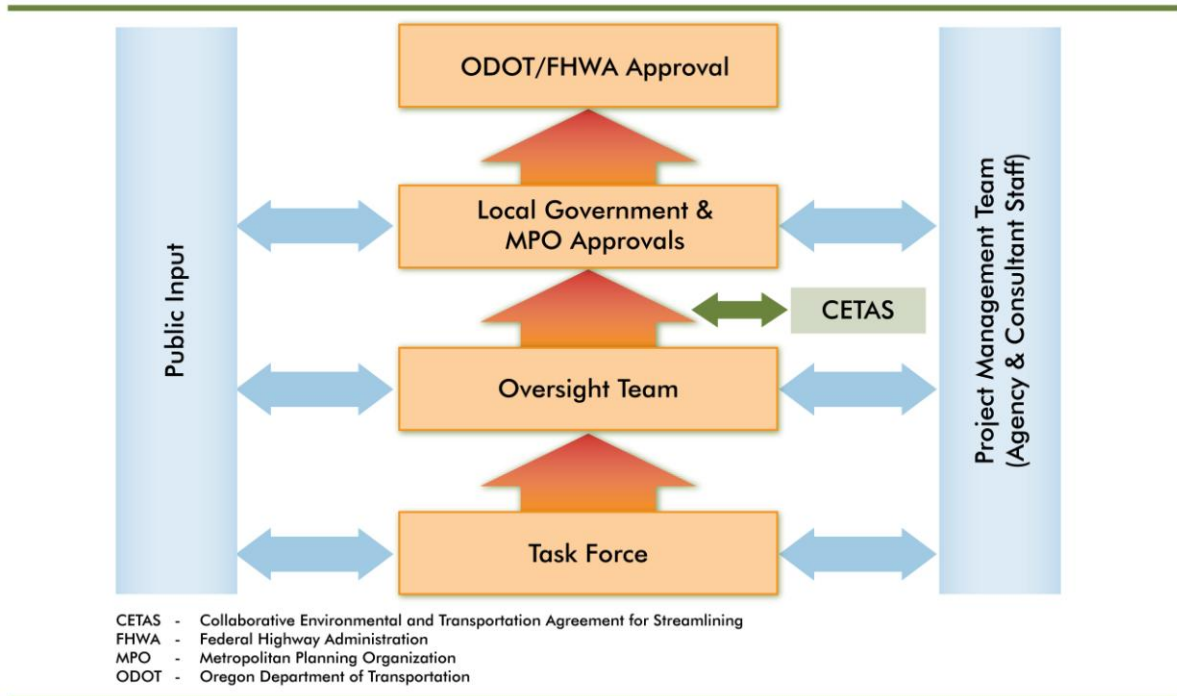 ODOT/FHWA Approval
Local Government &
MPO Approvals
CETAS
Oversight Team
Task Force
Public Input
Project Management Team
(Agency & Consultant Staff)
CETAS - Collaborative Environmental and Transportation Agreement for Streamlining
FHWA - Federal Highway Administration
MPO - Metropolitan Planning Organization
ODOT - Oregon Department of Transportation